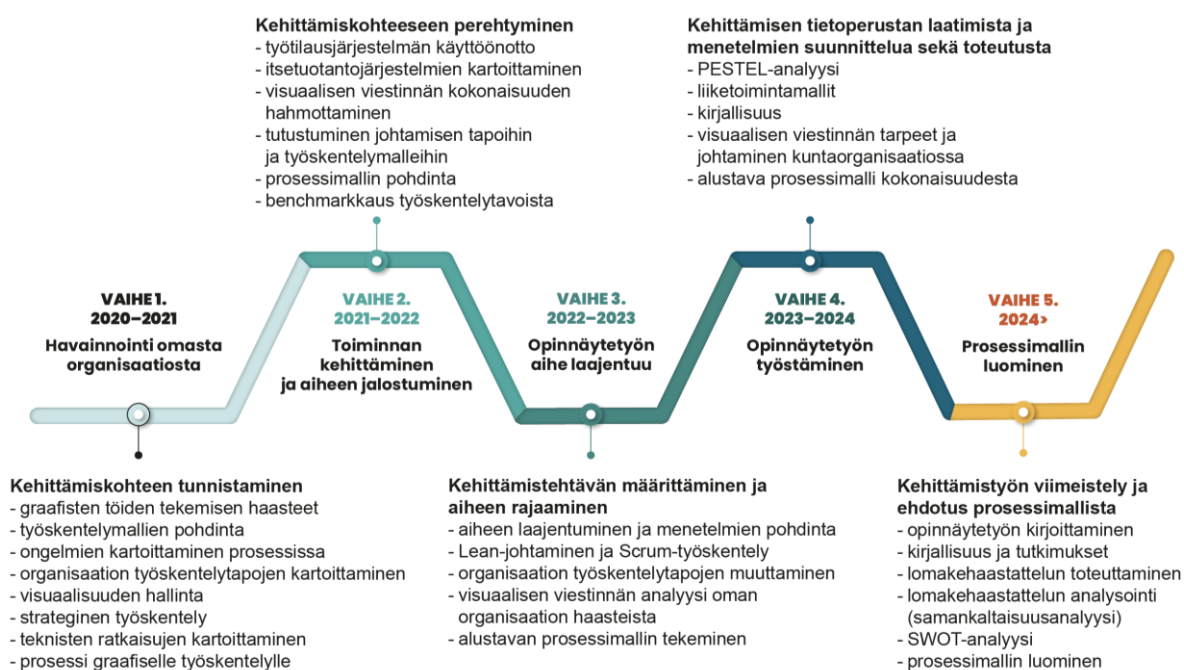 Kehittämiskohteeseen perehtyminen
- työtilausjärjestelmän käyttöönotto
- itsetuotantojärjestelmien kartoittaminen
- visuaalisen viestinnän kokonaisuuden
hahmottaminen
- tutustuminen johtamisen tapoihin
ja työskentelymalleihin
- prosessimallin pohdinta
- benchmarkkaus työskentelytavoista
Kehittämisen tietoperustan laatimista ja
menetelmien suunnittelua sekä toteutusta
- PESTEL-analyysi
- liiketoimintamallit
- kirjallisuus
- visuaalisen viestinnän tarpeet ja
johtaminen kuntaorganisaatiossa
- alustava prosessimalli kokonaisuudesta
VAIHE 1.
2020–2021
Havainnointi omasta
organisaatiosta
VAIHE 2.
2021–2022
Toiminnan
kehittäminen
ja aiheen jalostuminen
VAIHE 3.
2022–2023
Opinnäytetyön
aihe laajentuu
VAIHE 4.
2023–2024
Opinnäytetyön
työstäminen
VAIHE 5.
2024>
Prosessimallin
luominen
Kehittämiskohteen tunnistaminen
- graafisten töiden tekemisen haasteet
- työskentelymallien pohdinta
- ongelmien kartoittaminen prosessissa
- organisaation työskentelytapojen kartoittaminen
- visuaalisuuden hallinta
- strateginen työskentely
- teknisten ratkaisujen kartoittaminen
- prosessi graafiselle työskentelylle
Kehittämistehtävän määrittäminen ja
aiheen rajaaminen
- aiheen laajentuminen ja menetelmien pohdinta
- Lean-johtaminen ja Scrum-työskentely
- organisaation työskentelytapojen muuttaminen
- visuaalisen viestinnän analyysi oman
organisaation haasteista
- alustavan prosessimallin tekeminen
Kehittämistyön viimeistely ja
ehdotus prosessimallista
- opinnäytetyön kirjoittaminen
- kirjallisuus ja tutkimukset
- lomakehaastattelun toteuttaminen
- lomakehaastattelun analysointi
(samankaltaisuusanalyysi)
- SWOT-analyysi
- prosessimallin luominen